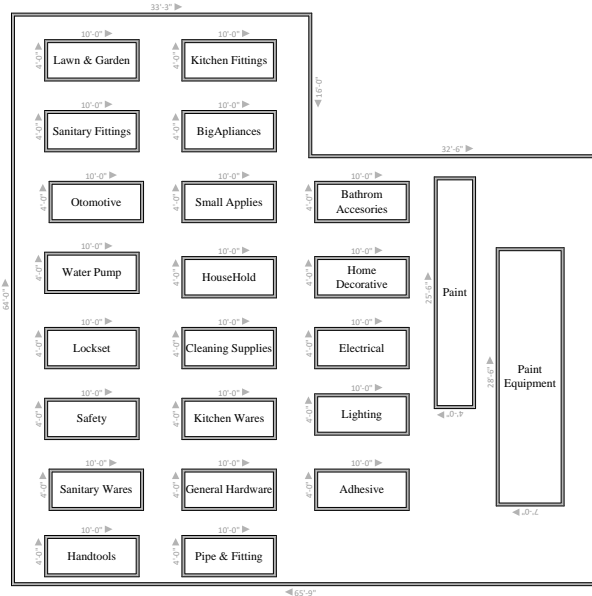 33'-3"
10'-0"
10'-0"
4'-0"
Lawn & Garden
4'-0"
Kitchen Fittings
16'-0"
10'-0"
10'-0"
4'-0"
Sanitary Fittings
4'-0"
BigApliances
32'-6"
10'-0"
10'-0"
10'-0"
4'-0"
Otomotive
4'-0"
Small Applies
4'-0"
Bathrom
Accesories
10'-0"
10'-0"
10'-0"
4'-0"
Water Pump
4'-0"
HouseHold
4'-0"
Home
Decorative
64'-0"
25'-6"
Paint
10'-0"
10'-0"
10'-0"
4'-0"
Lockset
4'-0"
Cleaning Supplies
4'-0"
Electrical
28'-6"
Paint
Equipment
10'-0"
10'-0"
10'-0"
4'-0"
Safety
4'-0"
Kitchen Wares
4'-0"
Lighting
4'-0"
10'-0"
10'-0"
10'-0"
4'-0"
Sanitary Wares
4'-0"
General Hardware
4'-0"
Adhesive
7'-0"
10'-0"
10'-0"
4'-0"
Handtools
4'-0"
Pipe & Fitting
65'-9"